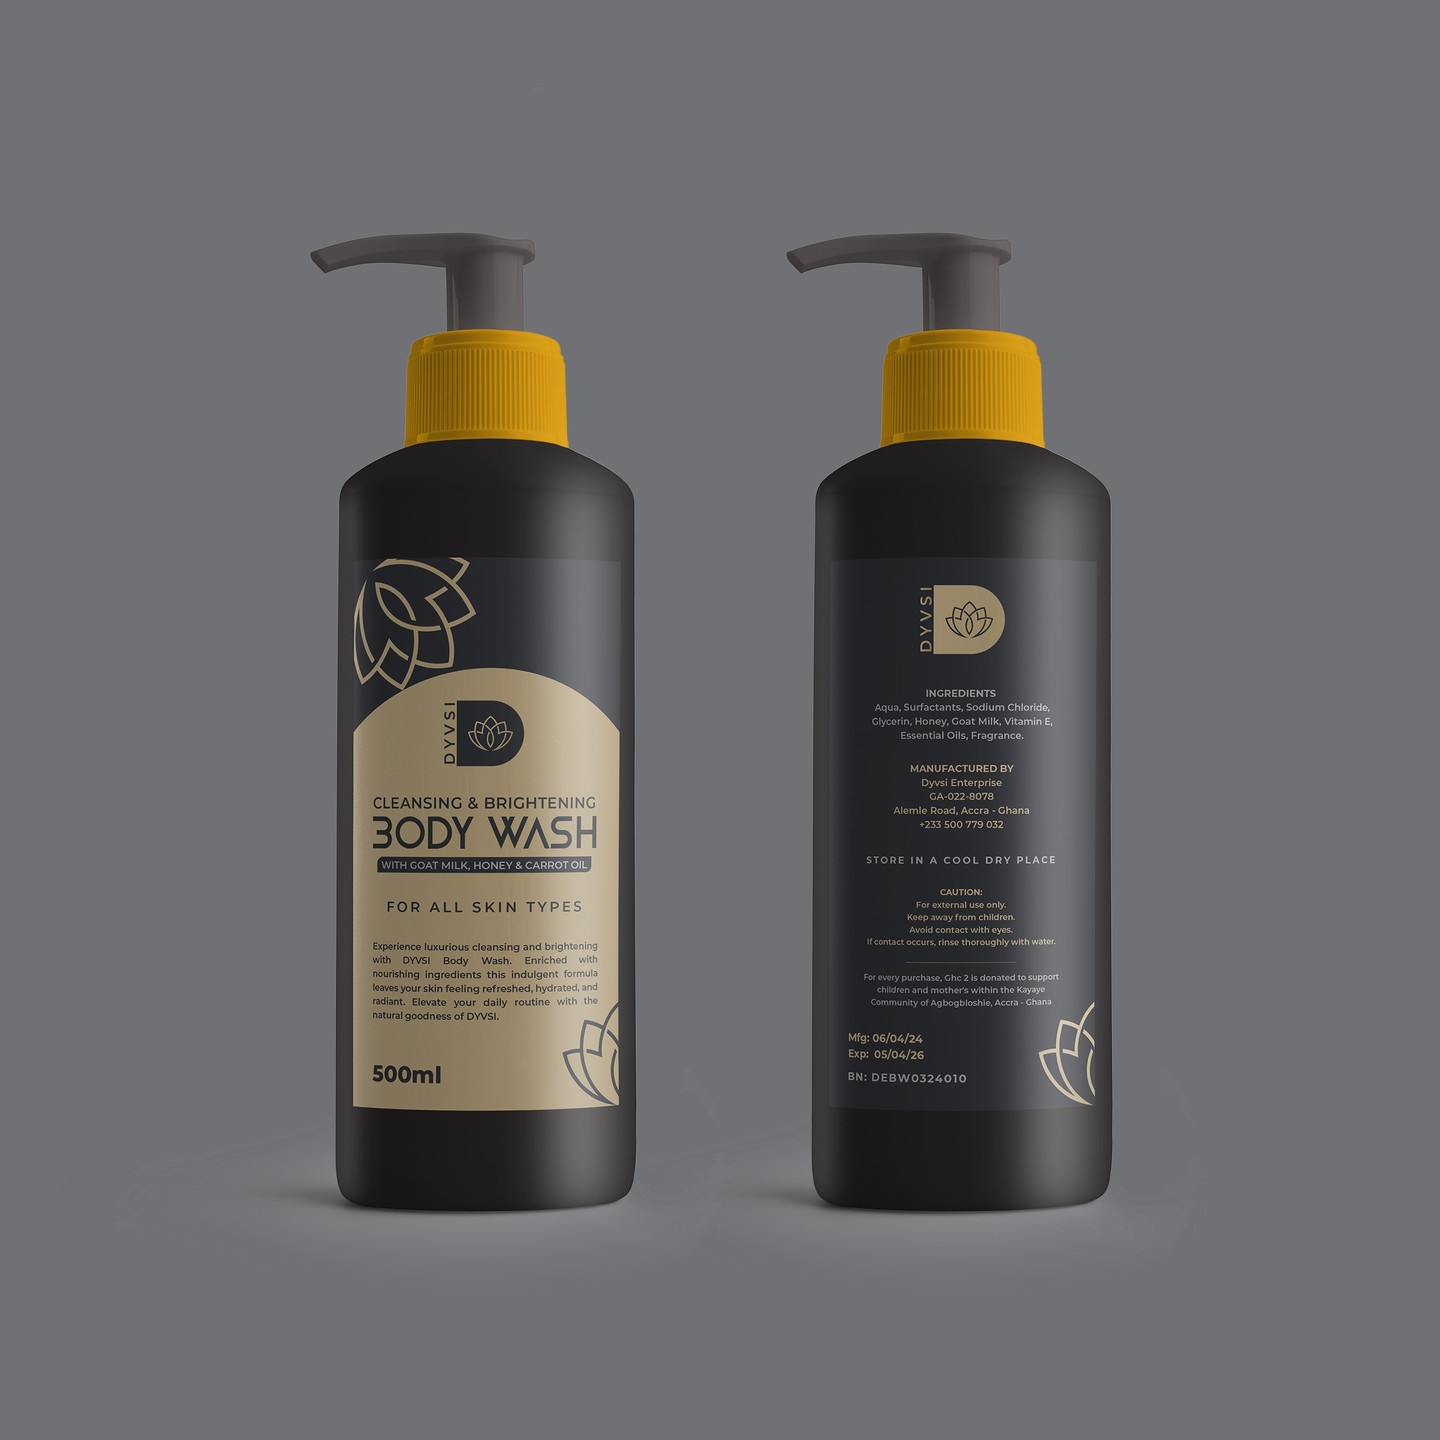 DYVSI
CLEANSING & BRIGHTENING
BODY WASH
WITH GOAT MILK, HONEY & CARROT OIL
FOR ALL SKIN TYPES
Experience luxurious cleansing and brightening
with DYVSI Body Wash. Enriched with
nourishing ingredients this indulgent formula
leaves your skin feeling refreshed, hydrated, and
radiant. Elevate your daily routine with the
natural goodness of DYVSI.
500ml
DYVSI
INGREDIENTS
Aqua, Surfactants, Sodium Chloride,
Glycerin, Honey, Goat Milk, Vitamin E,
Essential Oils, Fragrance.
MANUFACTURED BY
Dyvsi Enterprise
GA-022-8078
Alemle Road, Accra - Ghana
+233 500 779 032
STORE IN A COOL DRY PLACE
CAUTION:
For external use only.
Keep away from children.
Avoid contact with eyes.
If contact occurs, rinse thoroughly with water.
For every purchase, Ghc 2 is donated to support
children and mother's within the Kayaye
Community of Agbogbloshie, Accra - Ghana
Mfg: 06/04/24
Exp: 05/04/26
BN: DEBW0324010